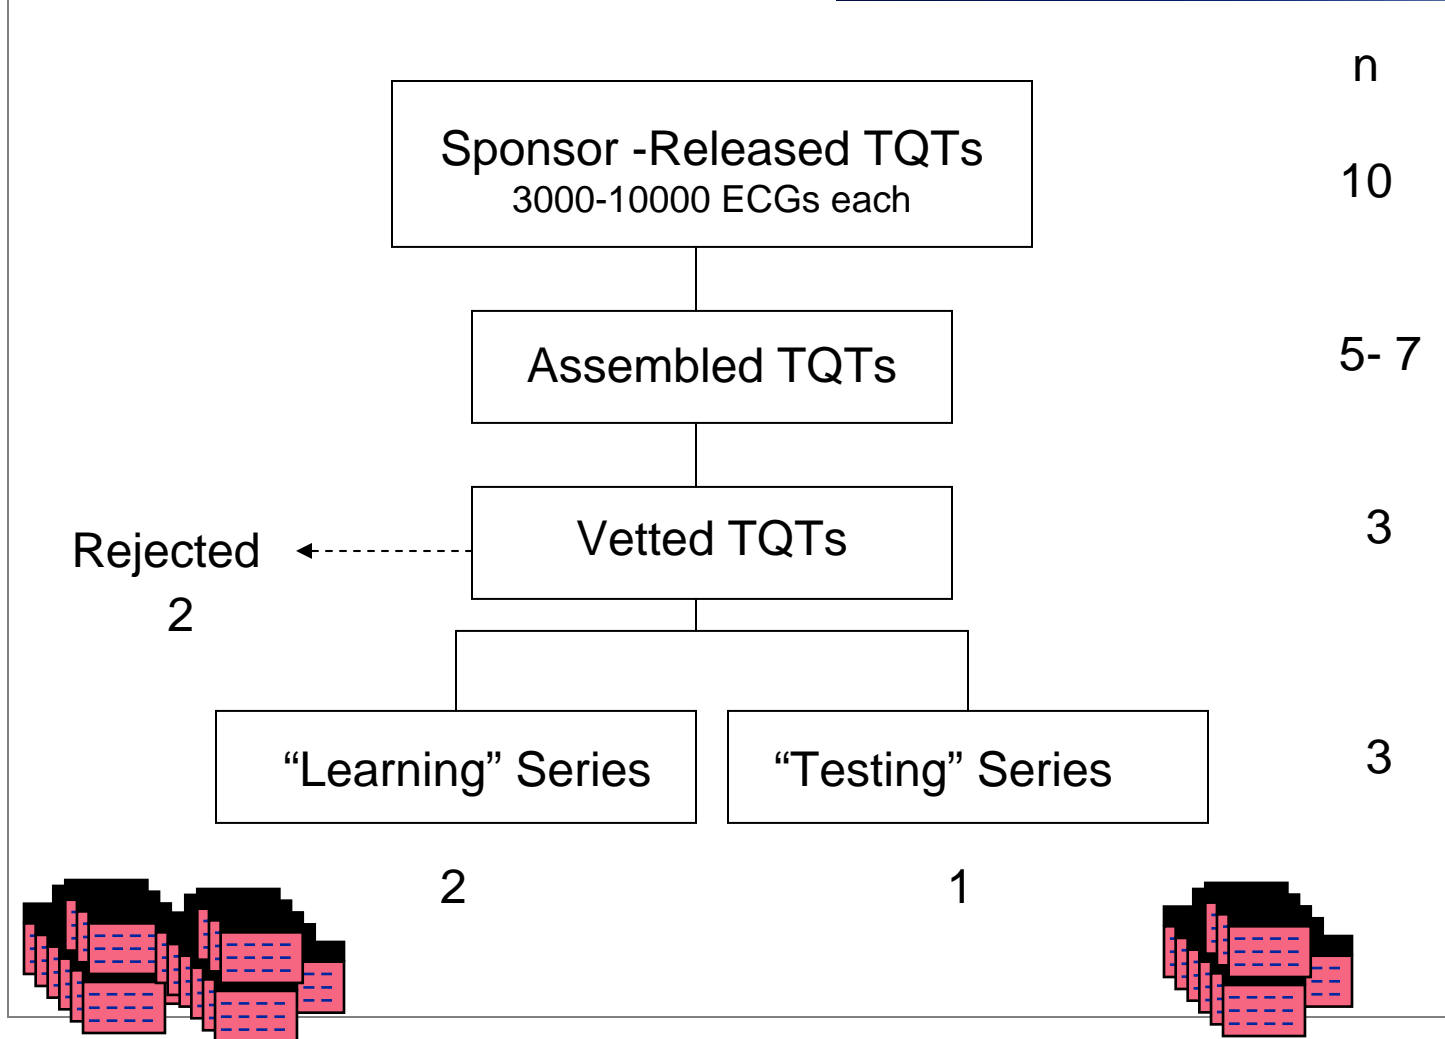 n
Sponsor -Released TQTs
3000-10000 ECGs each
10
Assembled TQTs
5- 7
Vetted TQTs
3
Rejected
2
“Learning” Series
“Testing” Series
3
2
1